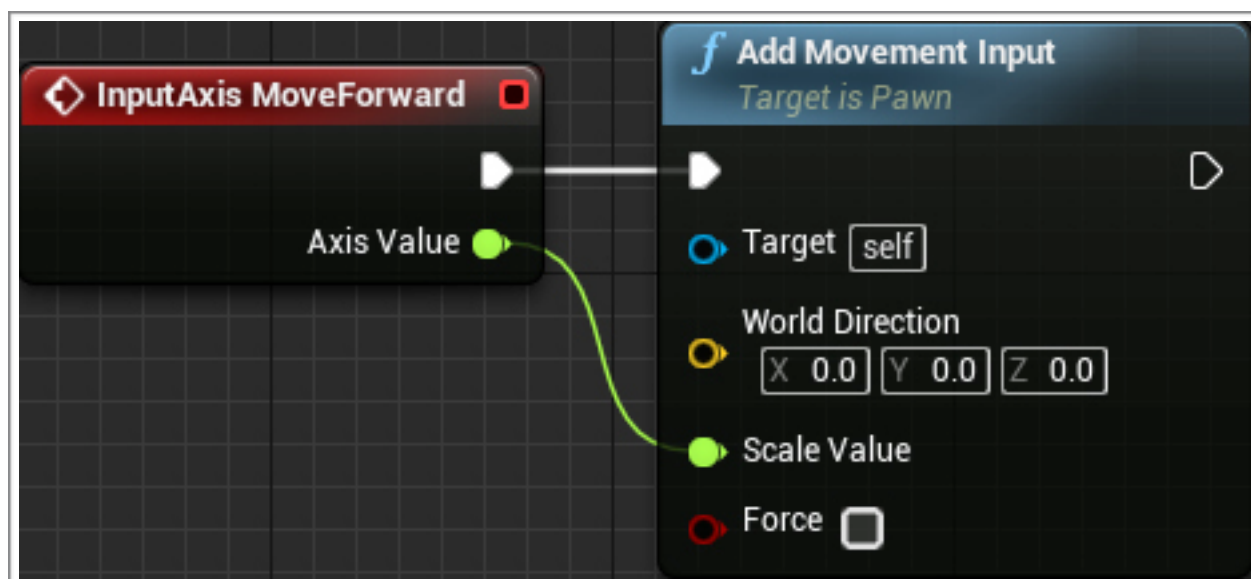 InputAxis MoveForward
Axis Value
f Add Movement Input
Target is Pawn
Target self
World Direction
X 0.0 Y 0.0 Z 0.0
Scale Value
Force